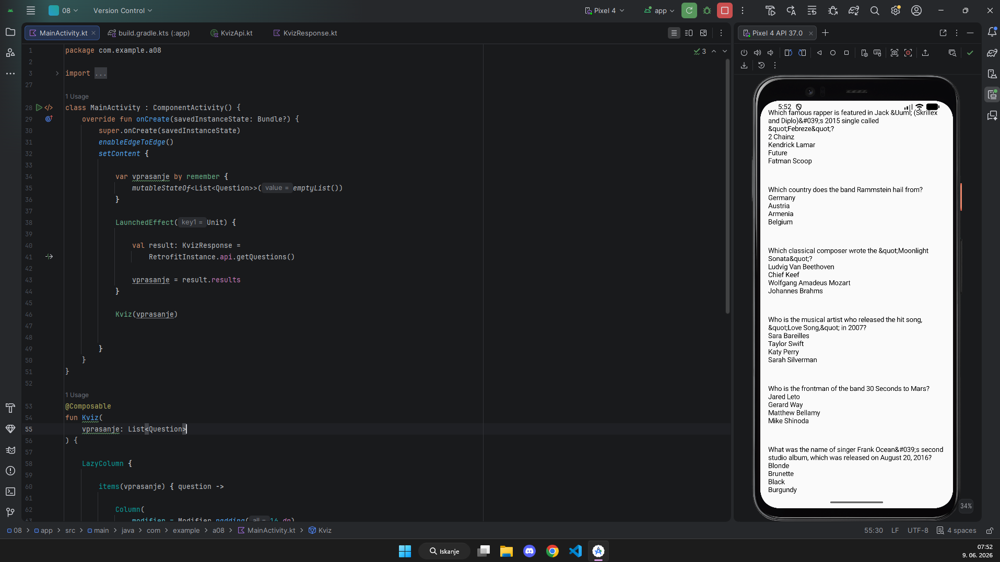 08
Version Control
Pixel 4
app
MainActivity.kt
build.gradle.kts (:app)
KvizApi.kt
KvizResponse.kt
Pixel 4 API 37.0
3
1 package com.example.a08
2
3 import ...
27
1 Usage
28 class MainActivity : ComponentActivity() {
29 override fun onCreate(savedInstanceState: Bundle?) {
30 super.onCreate(savedInstanceState)
31 enableEdgeToEdge()
32 setContent {
33
34 var vprasanje by remember {
35 mutableStateOf<List<Question>>( value = emptyList())
36 }
37
38 LaunchedEffect( key1 = Unit) {
39
40 val result: KvizResponse =
41 RetrofitInstance.api.getQuestions()
42
43 vprasanje = result.results
44 }
45
46 Kviz(vprasanje)
47
48
49 }
50 }
51 }
52
1 Usage
53 @Composable
54 fun Kviz(
55 vprasanje: List<Question>
56 ) {
57
58 LazyColumn {
59
60 items(vprasanje) { question ->
61
62 Column(
63 modifier = Modifier.padding( all = 16.dp)
5:52
Which famous rapper is featured in Jack &Uuml; (Skrillex
and Diplo)&#039;s 2015 single called
&quot;Febreze&quot;?
2 Chainz
Kendrick Lamar
Future
Fatman Scoop
Which country does the band Rammstein hail from?
Germany
Austria
Armenia
Belgium
Which classical composer wrote the &quot;Moonlight
Sonata&quot;?
Ludvig Van Beethoven
Chief Keef
Wolfgang Amadeus Mozart
Johannes Brahms
Who is the musical artist who released the hit song,
&quot;Love Song,&quot; in 2007?
Sara Bareilles
Taylor Swift
Katy Perry
Sarah Silverman
Who is the frontman of the band 30 Seconds to Mars?
Jared Leto
Gerard Way
Matthew Bellamy
Mike Shinoda
What was the name of singer Frank Ocean&#039;s second
studio album, which was released on August 20, 2016?
Blonde
Brunette
Black
Burgundy
34%
08 > app > src > main > java > com > example > a08 > MainActivity.kt > Kviz
55:30 LF UTF-8 4 spaces
Iskanje
07:52
9. 06. 2026